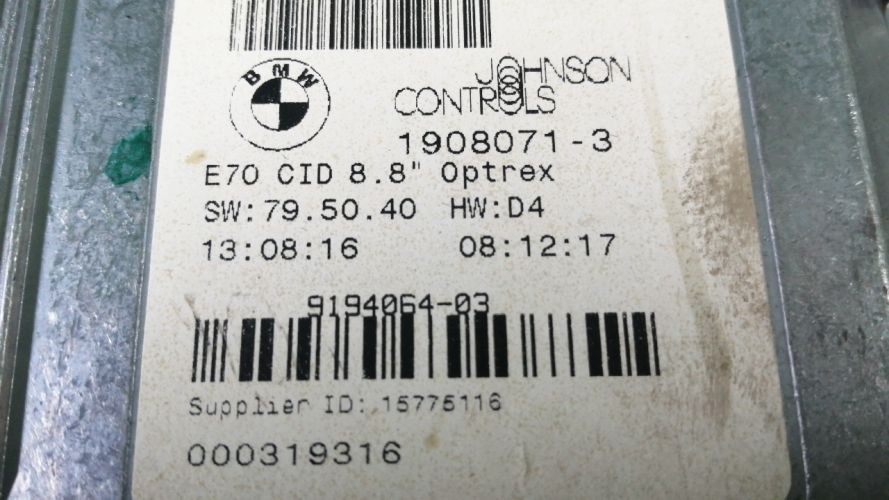 BMW
JOHNSON
CONTROLS
1908071-3
E70 CID 8.8" Optrex
SW:79.50.40 HW:D4
13:08:16 08:12:17
9194064-03
Supplier ID: 15775116
000319316